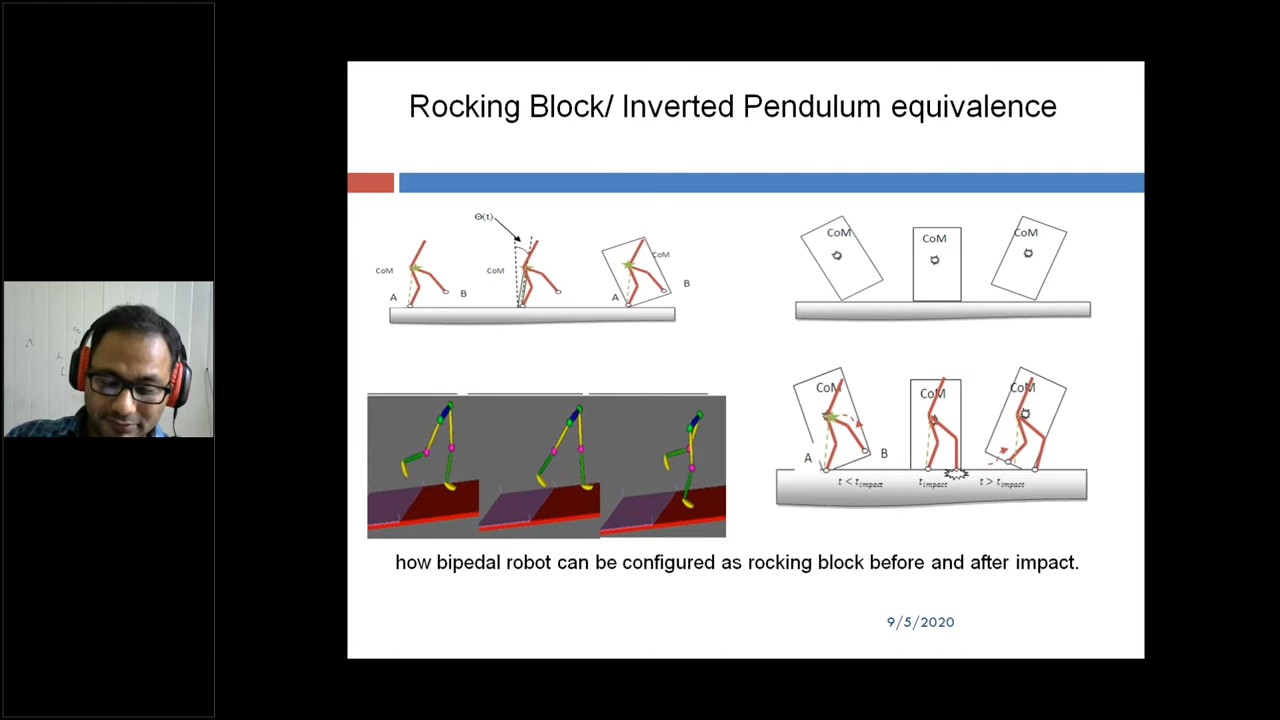 Rocking Block/ Inverted Pendulum equivalence
Θ(t)
CoM
CoM
CoM
A
B
A
B
CoM
CoM
CoM
CoM
CoM
CoM
A
B
t < t_impact
t_impact
t > t_impact
how bipedal robot can be configured as rocking block before and after impact.
9/5/2020